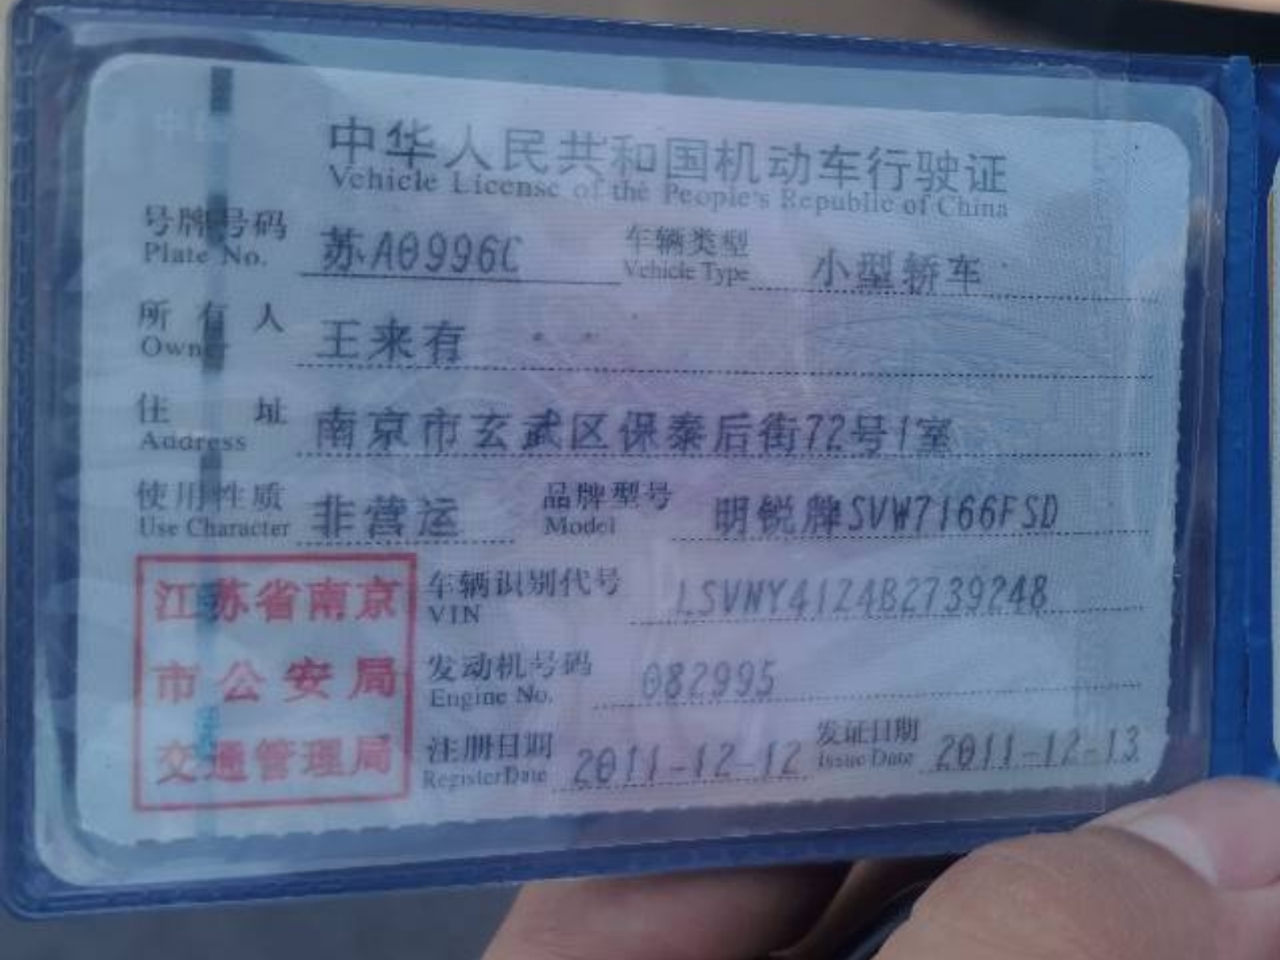 中华人民共和国机动车行驶证
Vehicle License of the People's Republic of China
号牌号码 苏A0996C 车辆类型 小型轿车
Plate No. Vehicle Type
所有人 王来有
Owner
住址 南京市玄武区保泰后街72号1室
Address
使用性质 非营运 品牌型号 明锐牌SVW7166FSD
Use Character Model
车辆识别代号 LSVNY41Z4B2739248
VIN
发动机号码 082995
Engine No.
注册日期 2011-12-12 发证日期 2011-12-13
Register Date Issue Date
江苏省南京
市公安局
交通管理局